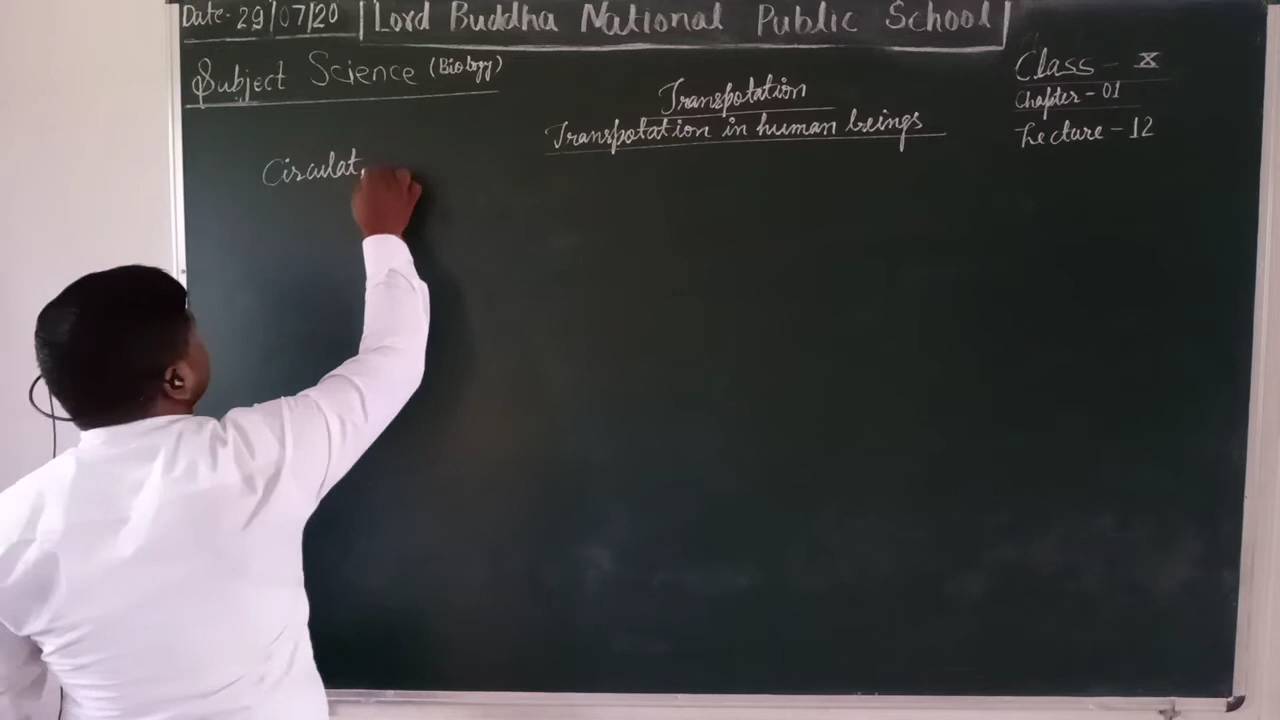 Date- 29/07/20
Lord Buddha National Public School
Subject Science (Biology)
Class - X
Chapter - 01
Lecture - 12
Transpotation
Transpotation in human beings
Circulat